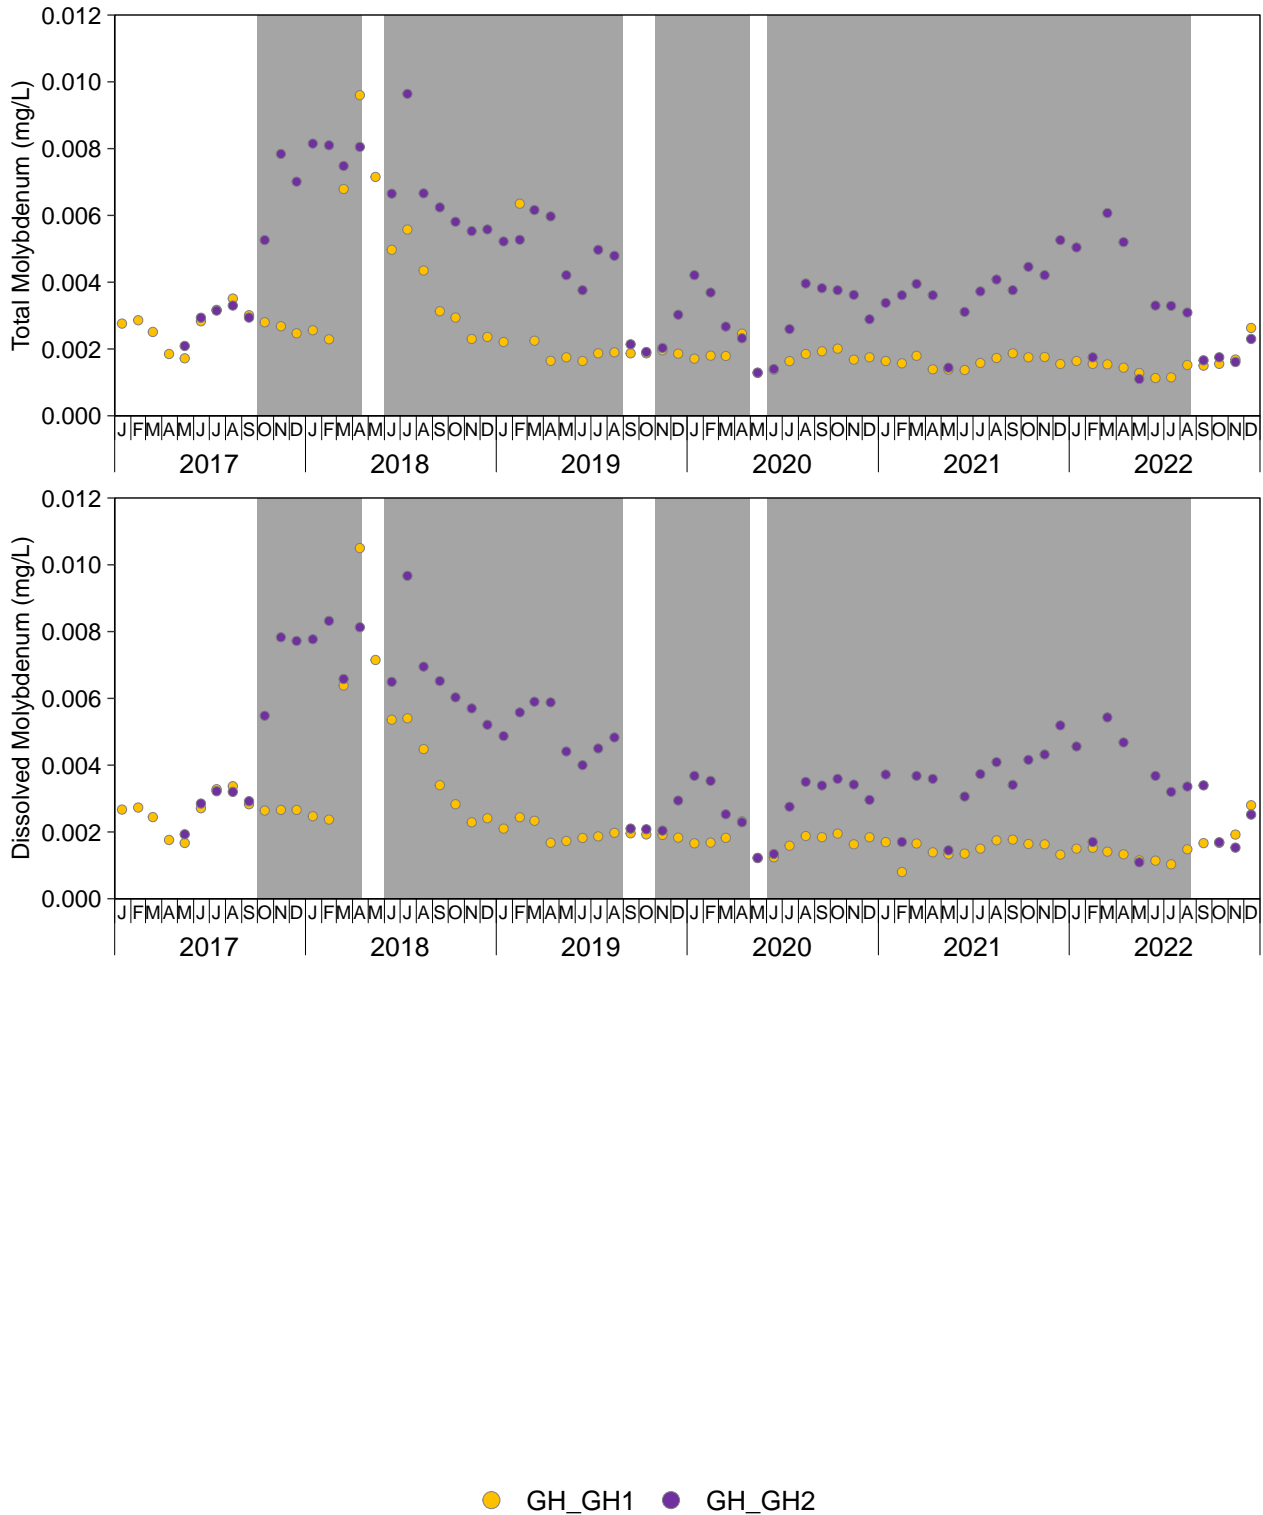 Total Molybdenum (mg/L)
0.012
0.010
0.008
0.006
0.004
0.002
0.000
J F M A M J J A S O N D J F M A M J J A S O N D J F M A M J J A S O N D J F M A M J J A S O N D J F M A M J J A S O N D J F M A M J J A S O N D
2017 2018 2019 2020 2021 2022
Dissolved Molybdenum (mg/L)
0.012
0.010
0.008
0.006
0.004
0.002
0.000
J F M A M J J A S O N D J F M A M J J A S O N D J F M A M J J A S O N D J F M A M J J A S O N D J F M A M J J A S O N D J F M A M J J A S O N D
2017 2018 2019 2020 2021 2022
GH_GH1 GH_GH2